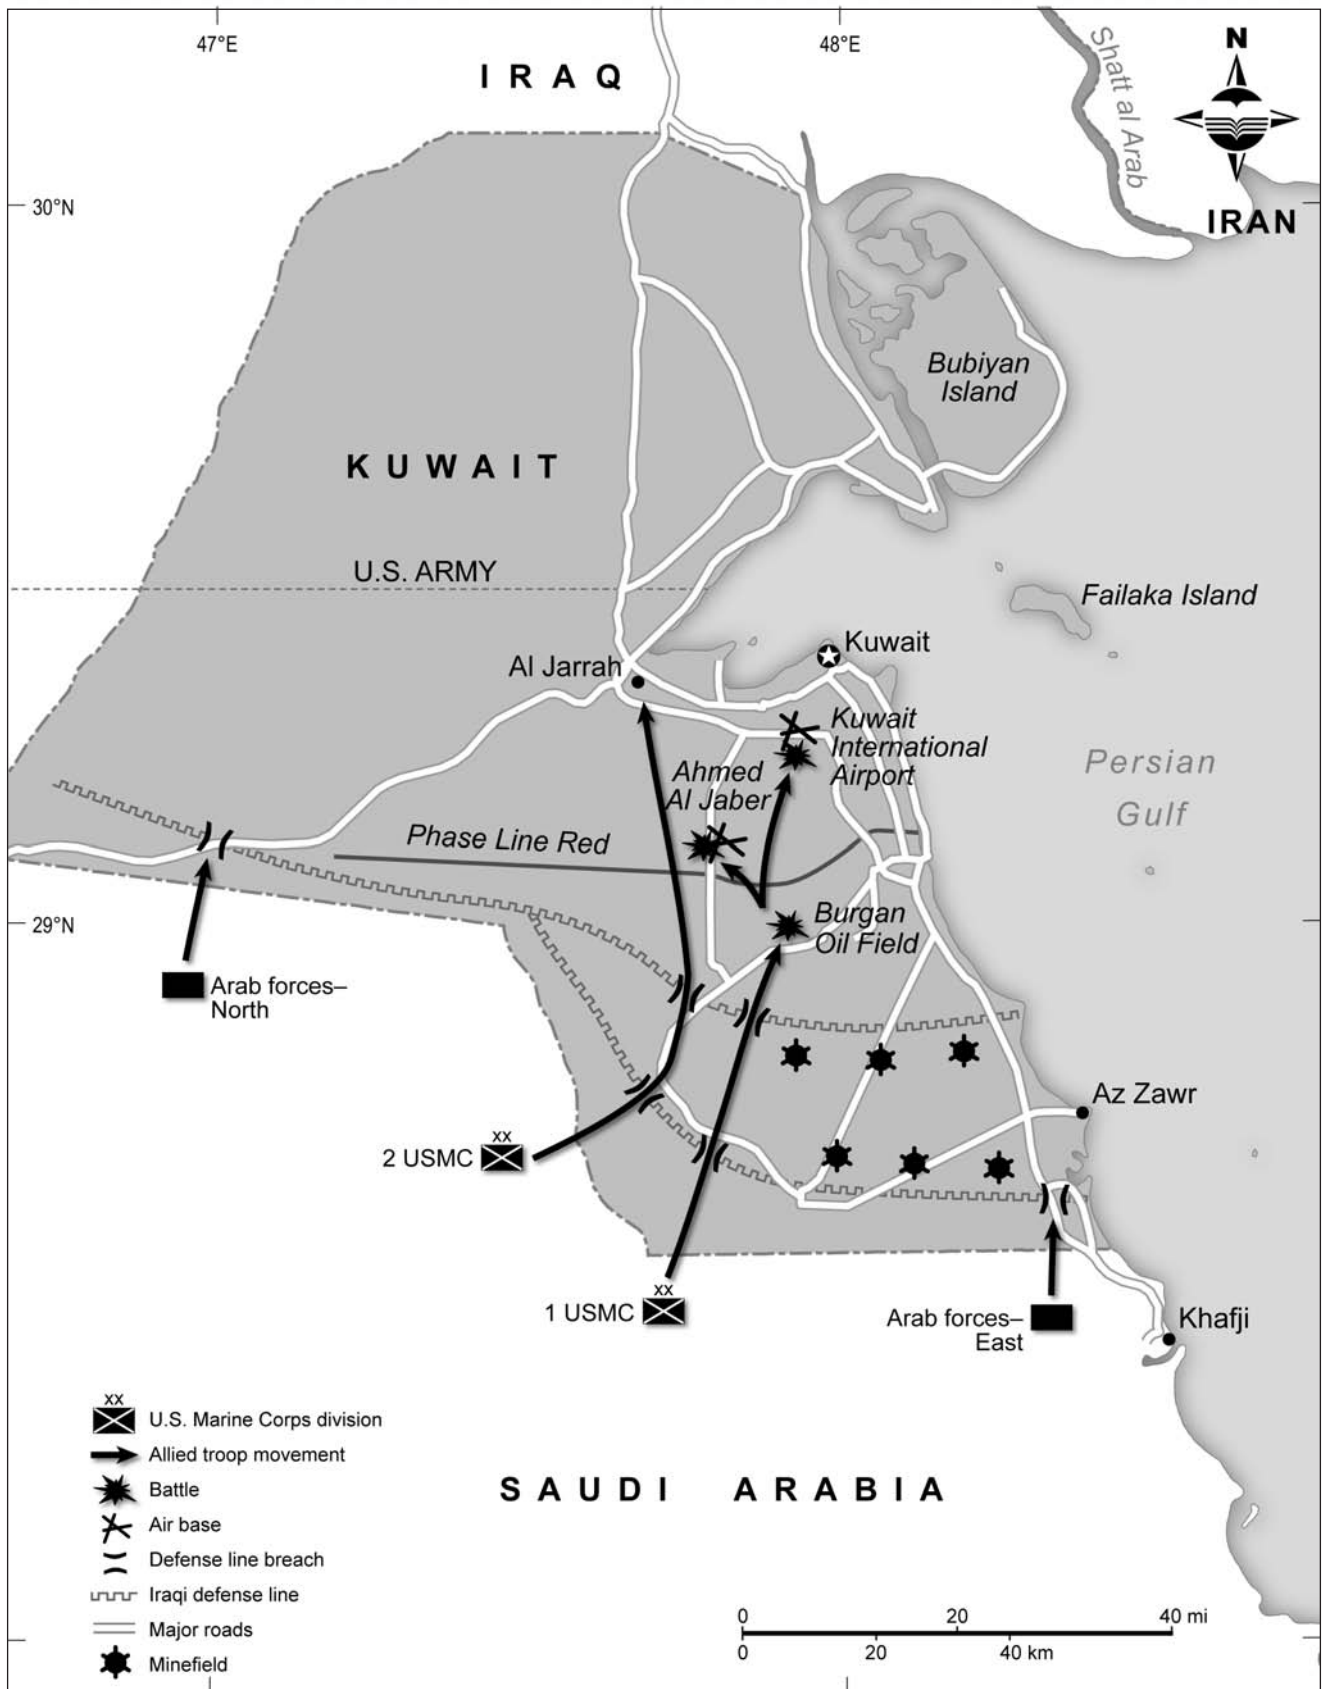 47°E
48°E
N
IRAQ
Shatt al Arab
30°N
IRAN
Bubiyan
Island
KUWAIT
U.S. ARMY
Failaka Island
Kuwait
Al Jarrah
Kuwait
International
Airport
Ahmed
Al Jaber
Persian
Gulf
Phase Line Red
29°N
Burgan
Oil Field
Arab forces–
North
Az Zawr
xx
2 USMC
xx
1 USMC
Arab forces–
East
Khafji
xx
U.S. Marine Corps division
Allied troop movement
Battle
Air base
Defense line breach
Iraqi defense line
Major roads
Minefield
SAUDI ARABIA
0 20 40 mi
0 20 40 km